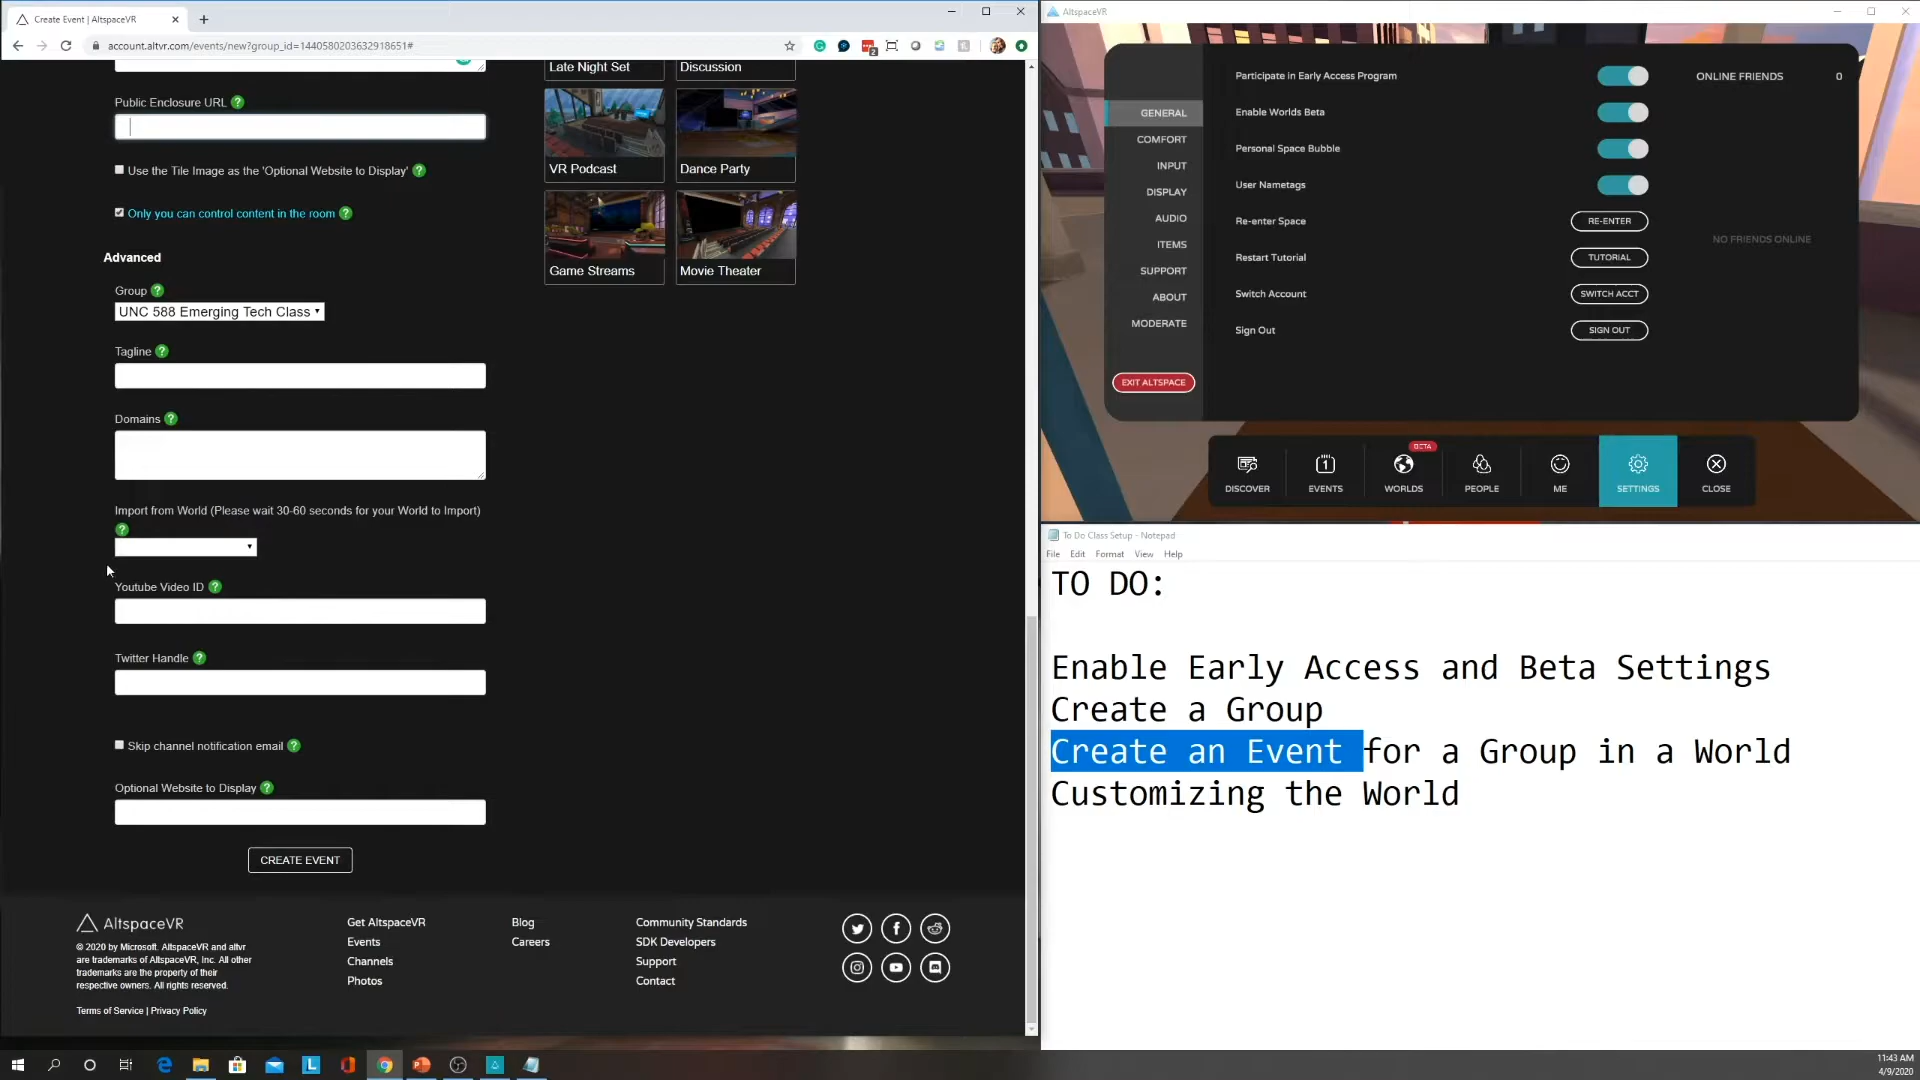 Create Event | AltspaceVR
account.altvr.com/events/new?group_id=1440580203632918651#
2
Late Night Set
Discussion
Public Enclosure URL ?
VR Podcast
Dance Party
Use the Tile Image as the 'Optional Website to Display' ?
Only you can control content in the room ?
Game Streams
Movie Theater
Advanced
Group ?
UNC 588 Emerging Tech Class
Tagline ?
Domains ?
Import from World (Please wait 30-60 seconds for your World to Import)
?
Youtube Video ID ?
Twitter Handle ?
Skip channel notification email ?
Optional Website to Display ?
CREATE EVENT
AltspaceVR
© 2020 by Microsoft. AltspaceVR and altvr
are trademarks of AltspaceVR, Inc. All other
trademarks are the property of their
respective owners. All rights reserved.
Terms of Service | Privacy Policy
Get AltspaceVR
Events
Channels
Photos
Blog
Careers
Community Standards
SDK Developers
Support
Contact
AltspaceVR
GENERAL
COMFORT
INPUT
DISPLAY
AUDIO
ITEMS
SUPPORT
ABOUT
MODERATE
EXIT ALTSPACE
Participate in Early Access Program
Enable Worlds Beta
Personal Space Bubble
User Nametags
Re-enter Space RE-ENTER
Restart Tutorial TUTORIAL
Switch Account SWITCH ACCT
Sign Out SIGN OUT
ONLINE FRIENDS 0
NO FRIENDS ONLINE
BETA
1
DISCOVER EVENTS WORLDS PEOPLE ME SETTINGS CLOSE
To Do Class Setup - Notepad
File Edit Format View Help
TO DO:
Enable Early Access and Beta Settings
Create a Group
Create an Event for a Group in a World
Customizing the World
11:43 AM
4/9/2020